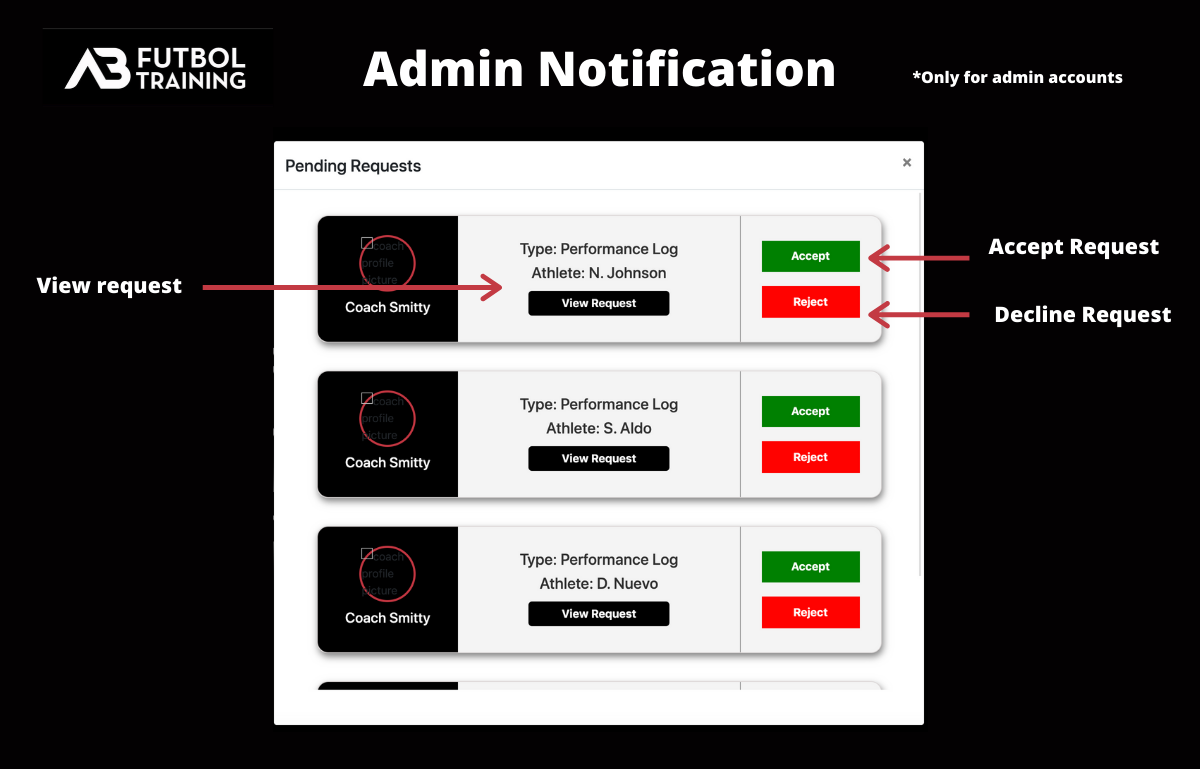 AB FUTBOL
TRAINING
Admin Notification
*Only for admin accounts
Pending Requests
×
coach
profile
picture
Coach Smitty
Type: Performance Log
Athlete: N. Johnson
View Request
Accept
Reject
View request
Accept Request
Decline Request
coach
profile
picture
Coach Smitty
Type: Performance Log
Athlete: S. Aldo
View Request
Accept
Reject
coach
profile
picture
Coach Smitty
Type: Performance Log
Athlete: D. Nuevo
View Request
Accept
Reject